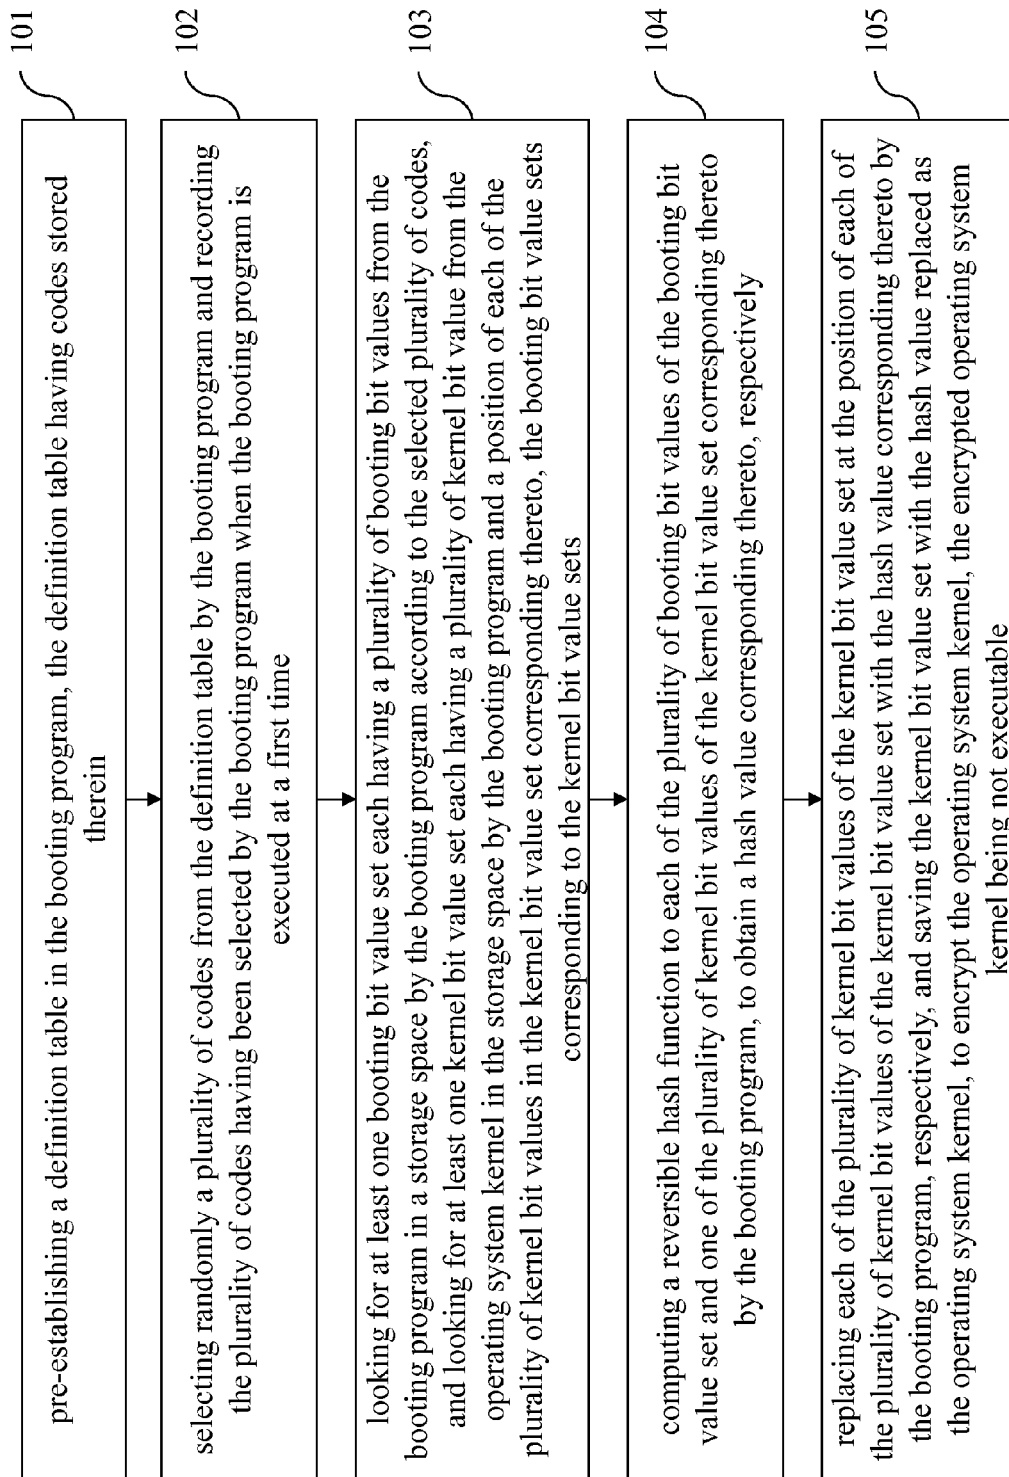 101
pre-establishing a definition table in the booting program, the definition table having codes stored
therein
102
selecting randomly a plurality of codes from the definition table by the booting program and recording
the plurality of codes having been selected by the booting program when the booting program is
executed at a first time
103
looking for at least one booting bit value set each having a plurality of booting bit values from the
booting program in a storage space by the booting program according to the selected plurality of codes,
and looking for at least one kernel bit value set each having a plurality of kernel bit value from the
operating system kernel in the storage space by the booting program and a position of each of the
plurality of kernel bit values in the kernel bit value set corresponding thereto, the booting bit value sets
corresponding to the kernel bit value sets
104
computing a reversible hash function to each of the plurality of booting bit values of the booting bit
value set and one of the plurality of kernel bit values of the kernel bit value set corresponding thereto
by the booting program, to obtain a hash value corresponding thereto, respectively
105
replacing each of the plurality of kernel bit values of the kernel bit value set at the position of each of
the plurality of kernel bit values of the kernel bit value set with the hash value corresponding thereto by
the booting program, respectively, and saving the kernel bit value set with the hash value replaced as
the operating system kernel, to encrypt the operating system kernel, the encrypted operating system
kernel being not executable